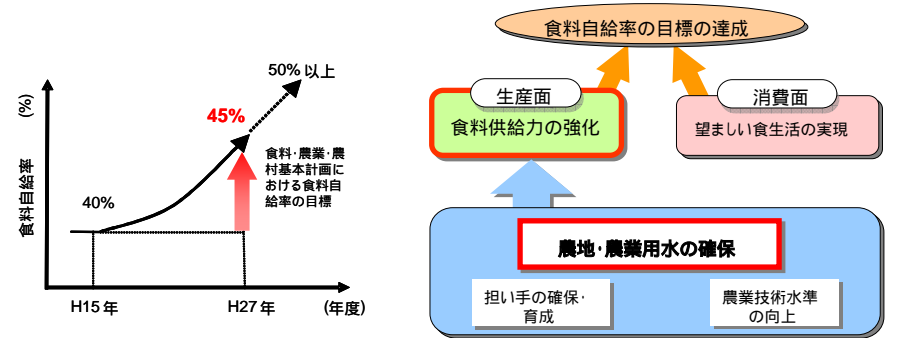 50% 以上
(%)
45%
食料・農業・農
村基本計画に
おける食料自
給率の目標
食料自給率
40%
H15 年
H27 年
(年度)
食料自給率の目標の達成
生産面
食料供給力の強化
消費面
望ましい食生活の実現
農地・農業用水の確保
担い手の確保・
育成
農業技術水準
の向上